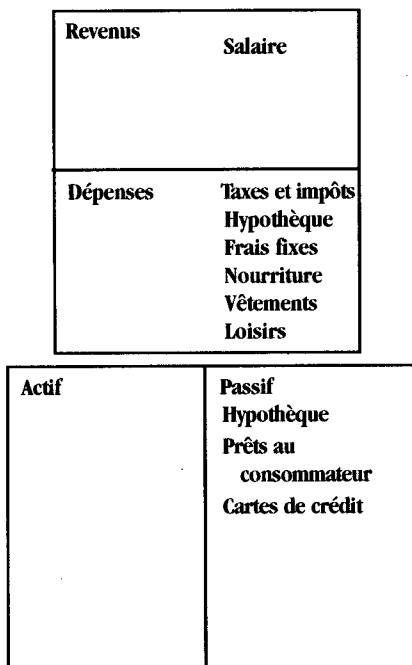 Revenus
Salaire
Dépenses
Taxes et impôts
Hypothèque
Frais fixes
Nourriture
Vêtements
Loisirs
Actif
Passif
Hypothèque
Prêts au
consommateur
Cartes de crédit